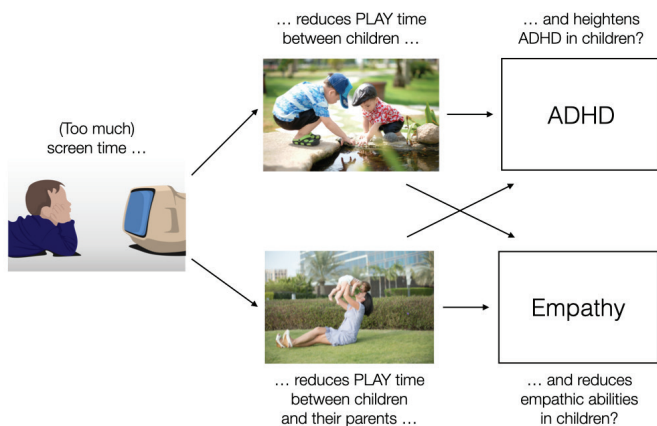 (Too much)
screen time ...
... reduces PLAY time
between children ...
... and heightens
ADHD in children?
ADHD
... reduces PLAY time
between children
and their parents ...
Empathy
... and reduces
empathic abilities
in children?